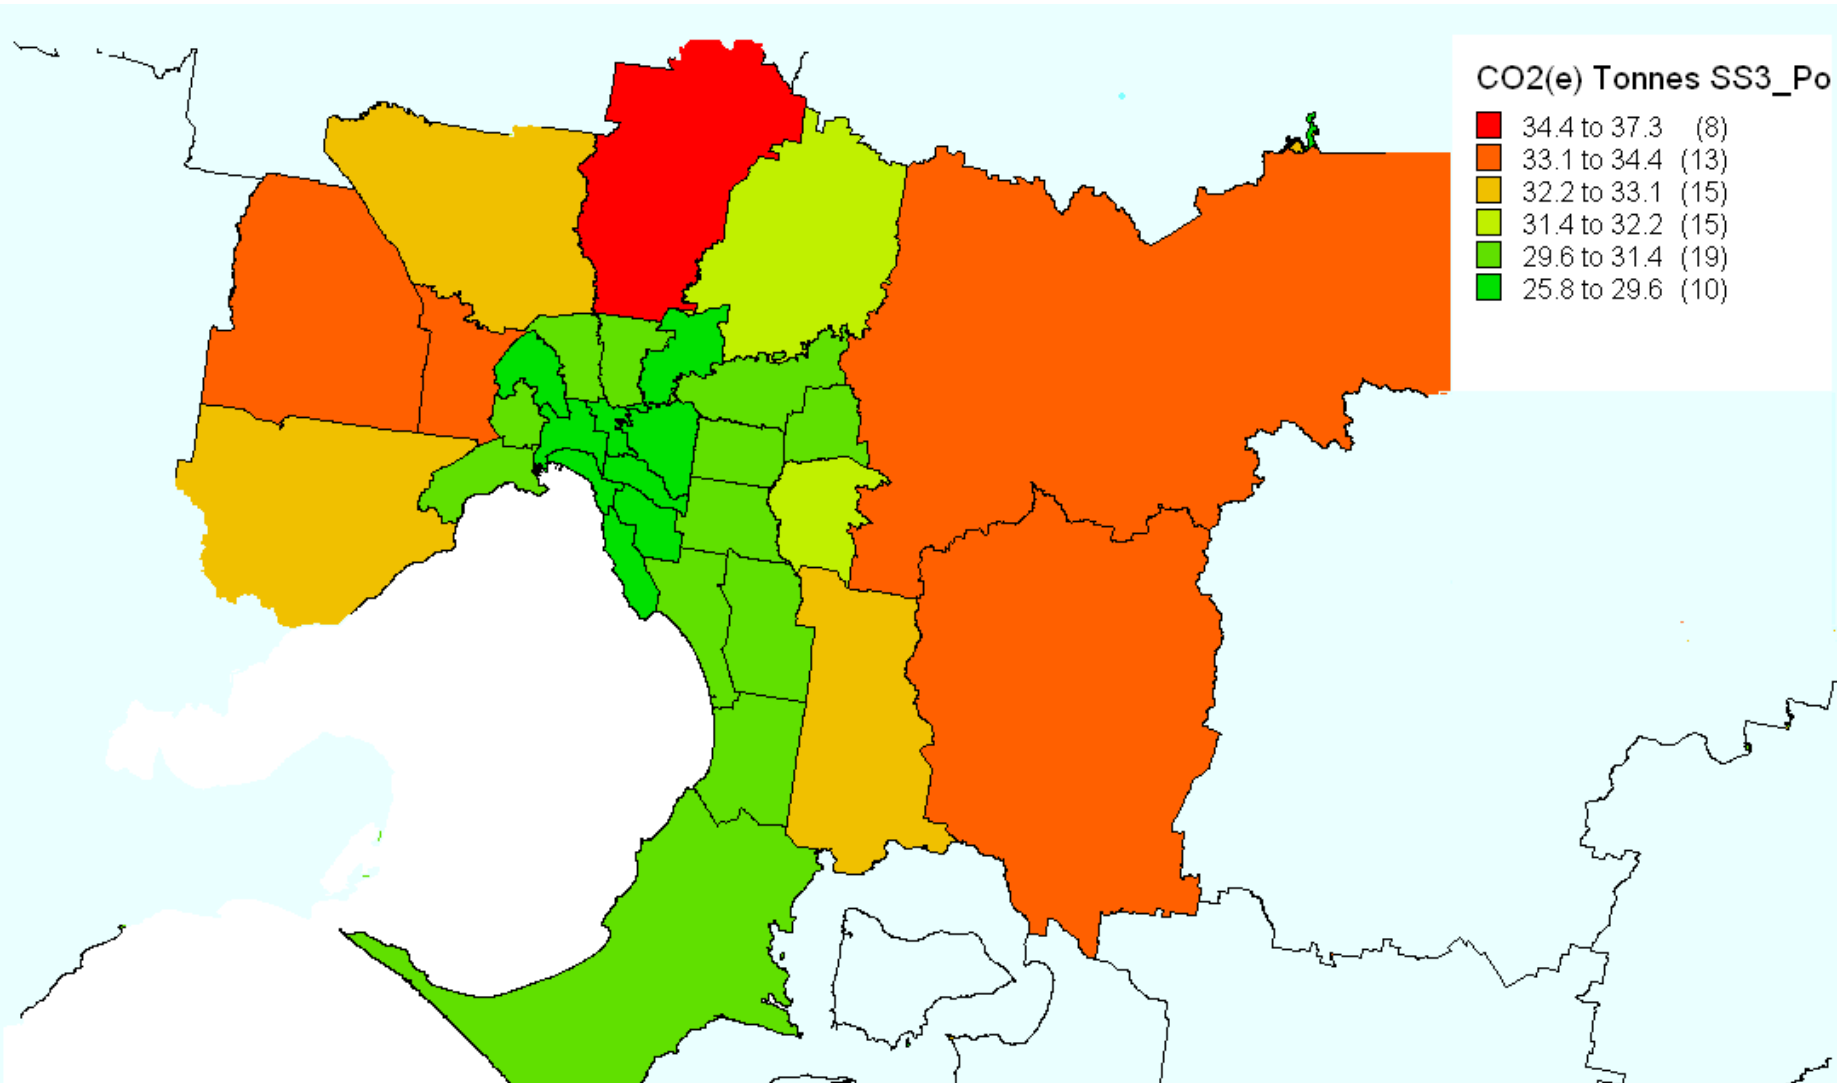 CO2(e) Tonnes SS3_Po
34.4 to 37.3 (8)
33.1 to 34.4 (13)
32.2 to 33.1 (15)
31.4 to 32.2 (15)
29.6 to 31.4 (19)
25.8 to 29.6 (10)